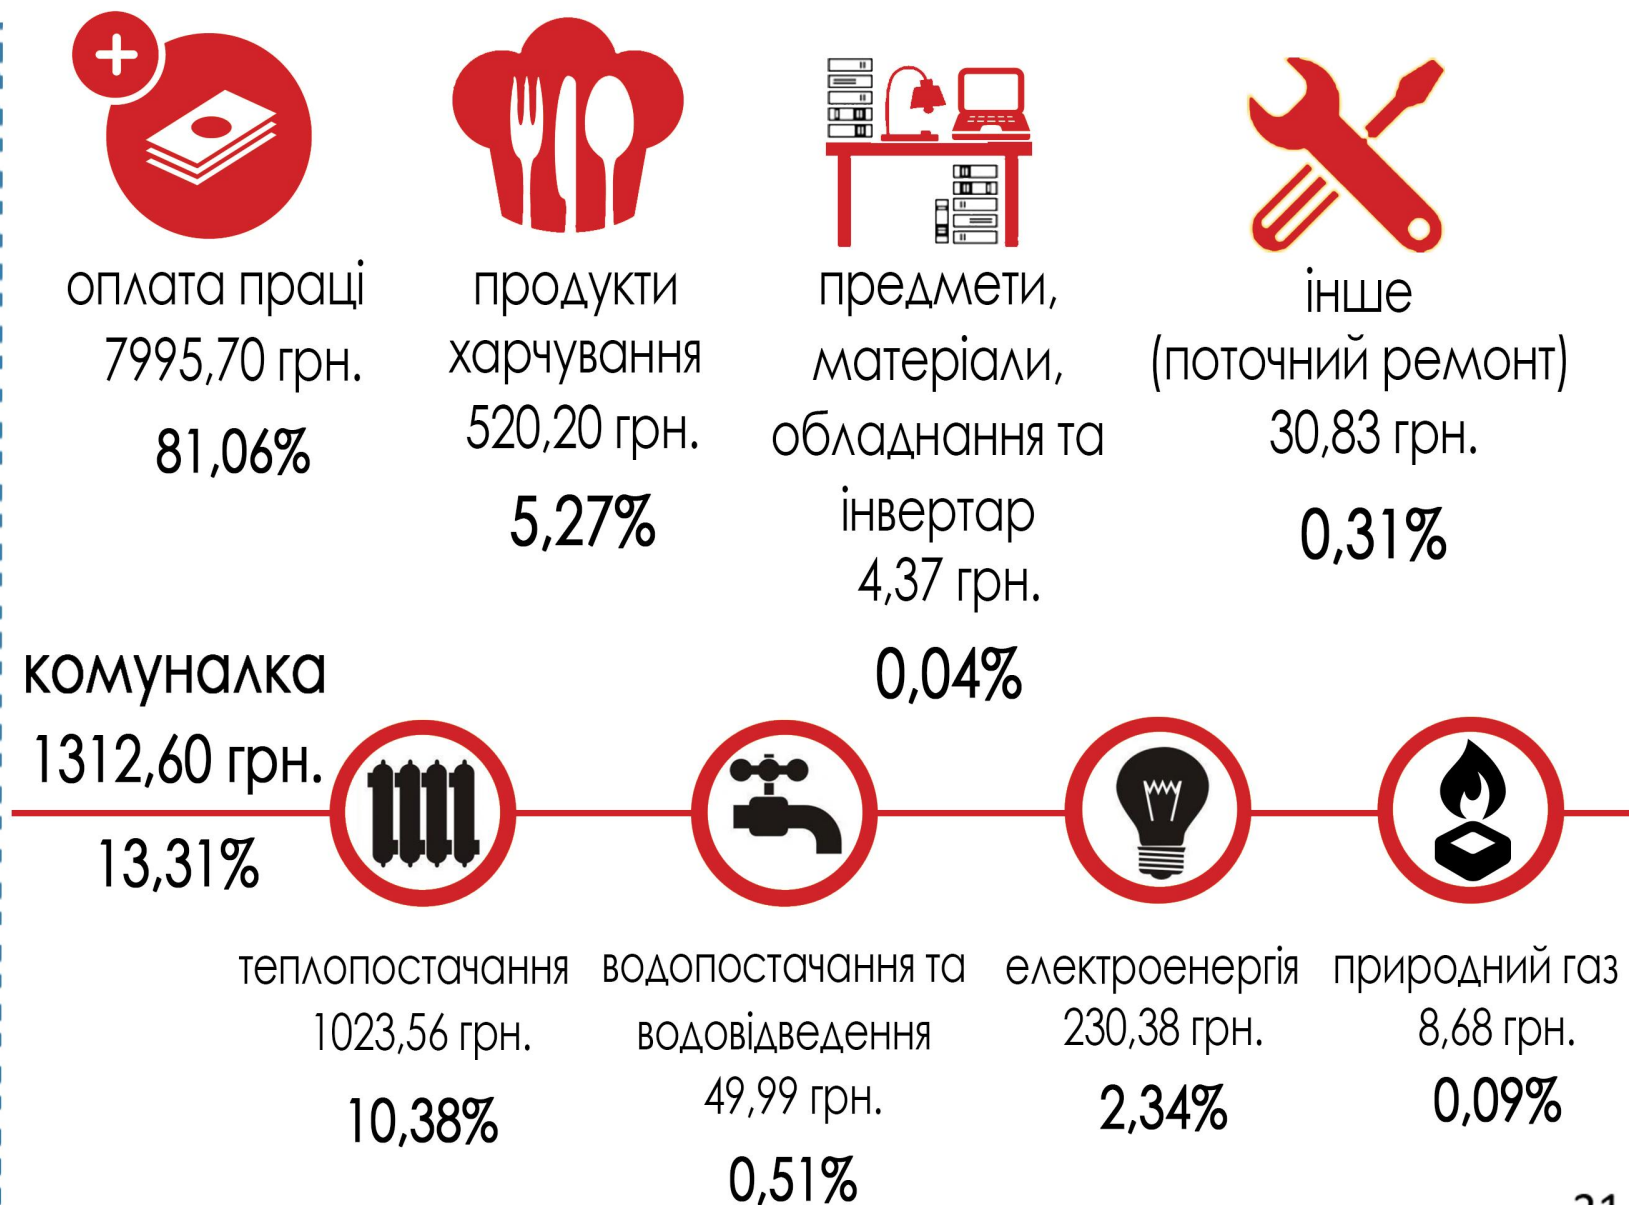 оплата праці
7995,70 грн.
81,06%
продукти
харчування
520,20 грн.
5,27%
предмети,
матеріали,
обладнання та
інвертар
4,37 грн.
0,04%
інше
(поточний ремонт)
30,83 грн.
0,31%
комуналка
1312,60 грн.
13,31%
теплопостачання
1023,56 грн.
10,38%
водопостачання та
водовідведення
49,99 грн.
0,51%
електроенергія
230,38 грн.
2,34%
природний газ
8,68 грн.
0,09%